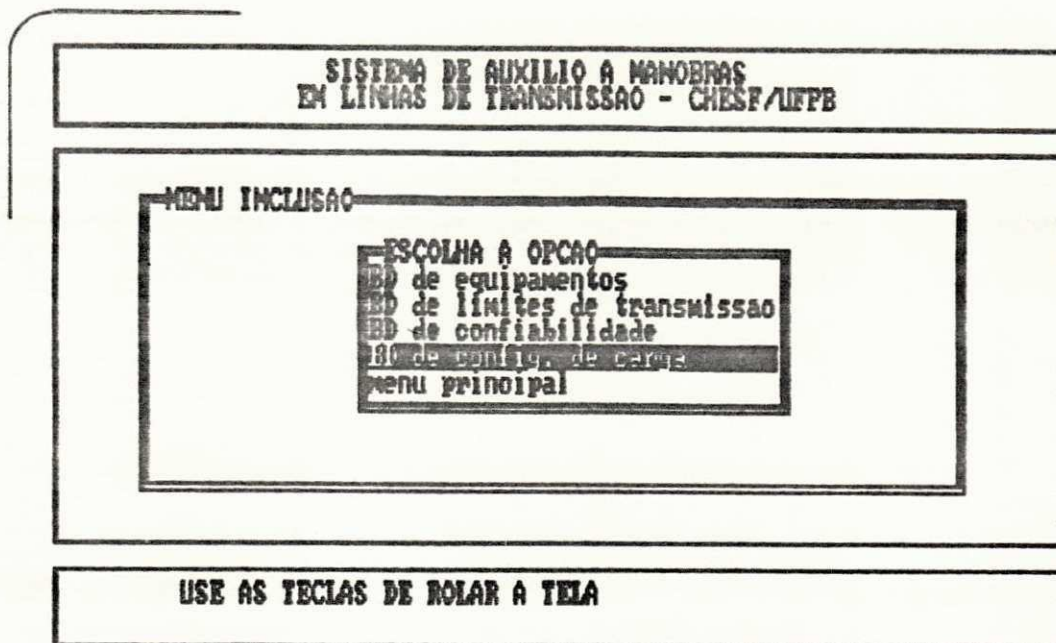 SISTEMA DE AUXILIO A MANOBRAS
EM LINHAS DE TRANSMISSAO - CHESF/UFPB
MENU INCLUSAO
ESCOLHA A OPCAO
BD de equipamentos
BD de limites de transmissao
BD de confiabilidade
BD de config. de carga
menu principal
USE AS TECLAS DE ROLAR A TELA